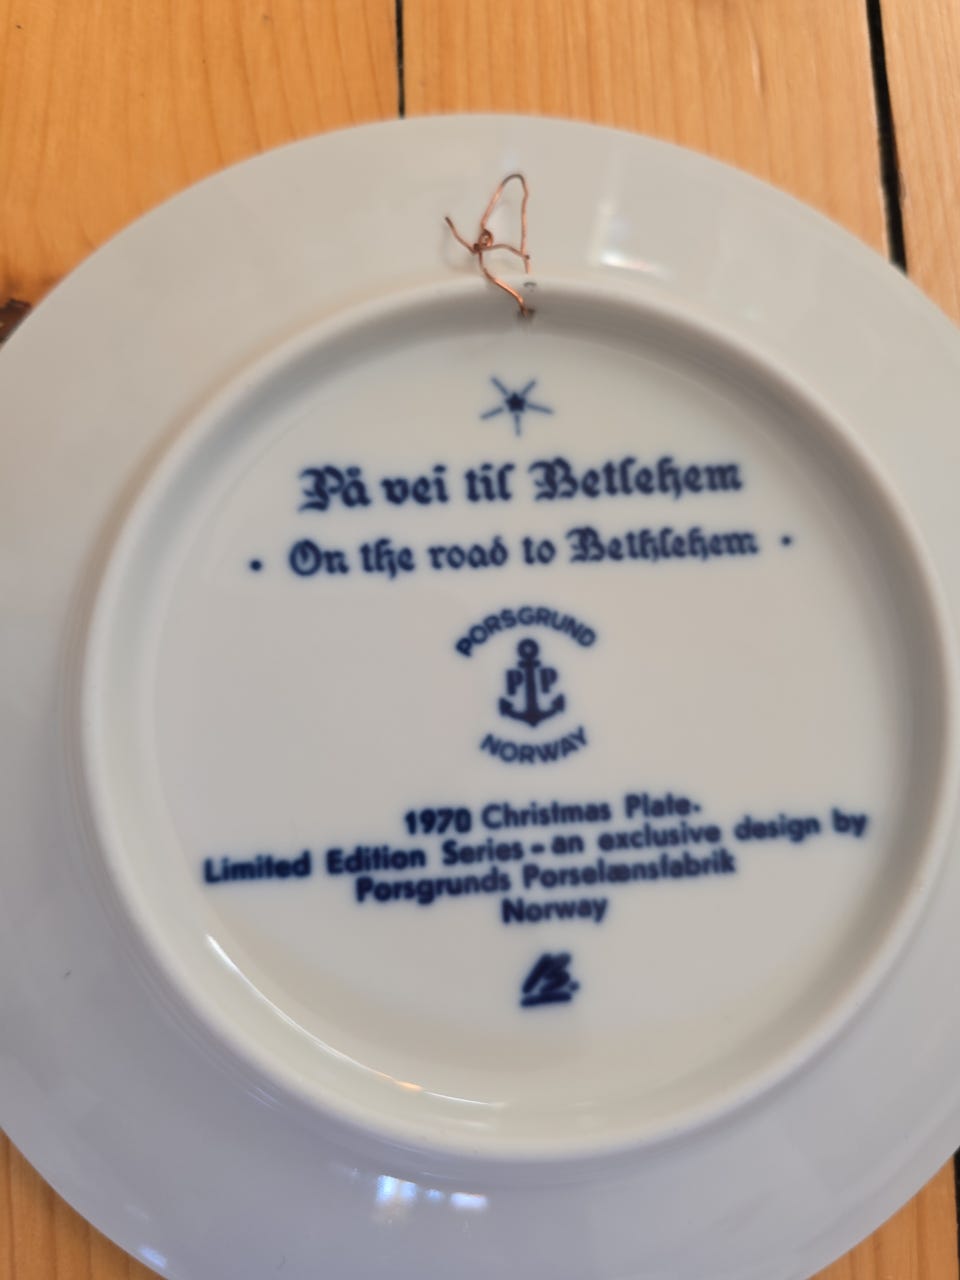 På vei til Betlehem
· On the road to Bethlehem ·
PORSGRUND
P P
NORWAY
1970 Christmas Plate.
Limited Edition Series - an exclusive design by
Porsgrunds Porselænsfabrik
Norway